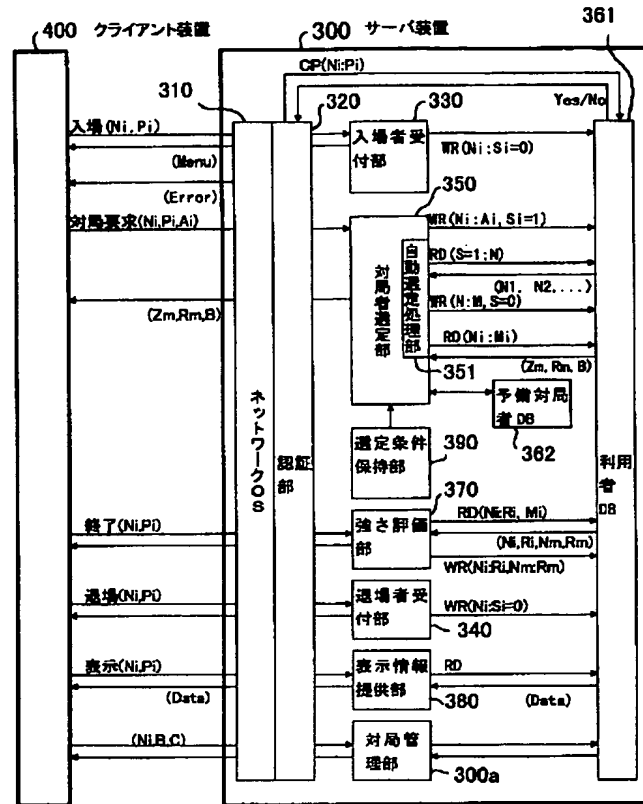 400 クライアント装置
300 サーバ装置
361
CP(Ni:Pi)
310
320
330
Yes/No
入場(Ni,Pi)
入場者受付部
WR(Ni:Si=0)
(Menu)
(Error)
350
対局要求(Ni,Pi,Ai)
WR(Ni:Ai,Si=1)
対局者選定部
自動選定処理部
RD(S=1:N)
(N1, N2,....)
WR(N:M,S=0)
(Zm,Rm,B)
RD(Ni:Mi)
351
(Zm,Rm,B)
予備対局者DB
362
ネットワークOS
認証部
利用者DB
選定条件保持部
390
370
終了(Ni,Pi)
強さ評価部
RD(Ni:Ri, Mi)
(Ni,Ri,Nm,Rm)
WR(Ni:Ri,Nm:Rm)
退場(Ni,Pi)
退場者受付部
WR(Ni:Si=0)
340
表示(Ni,Pi)
表示情報提供部
RD
(Data)
380
(Data)
(Ni,B,C)
対局管理部
300a